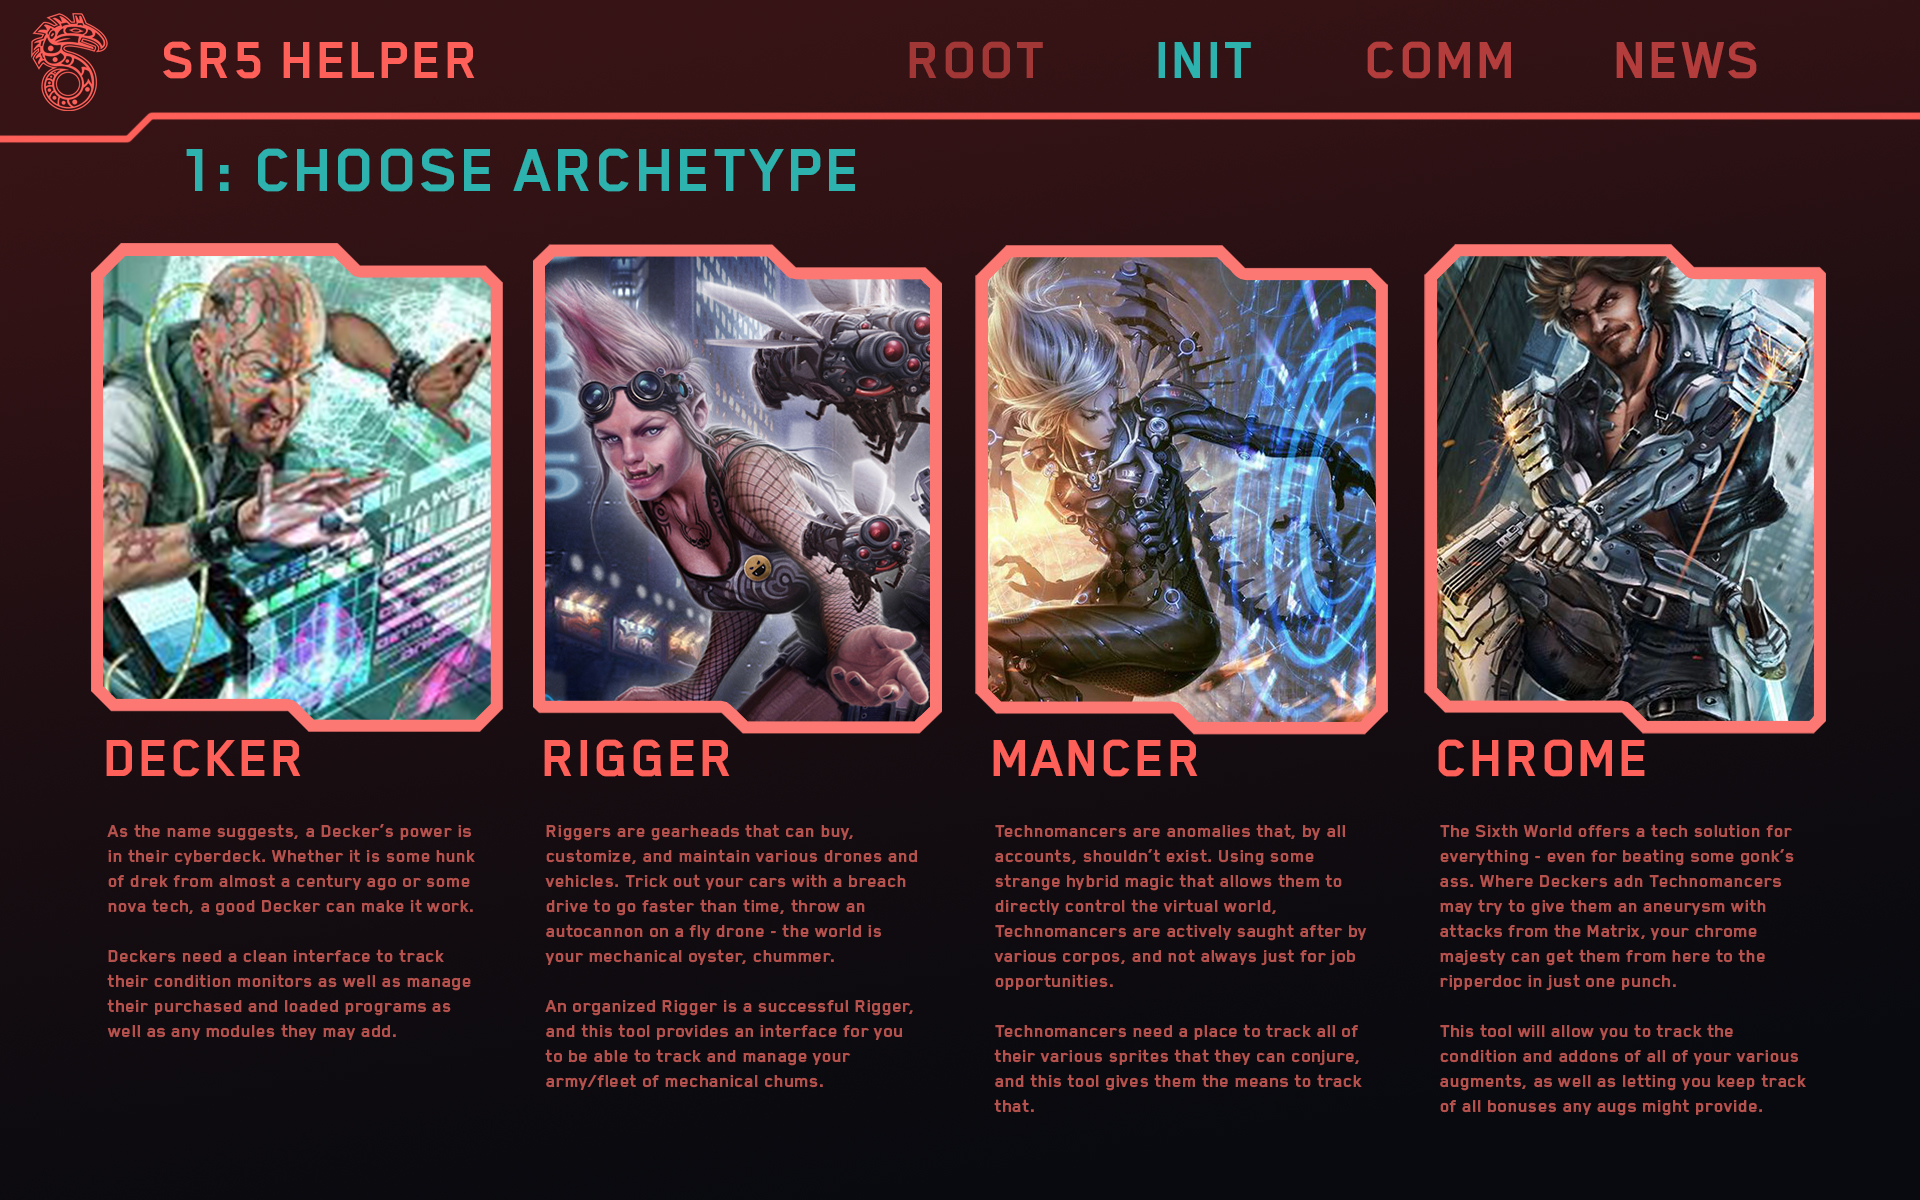 SR5 HELPER
ROOT
INIT
COMM
NEWS
1: CHOOSE ARCHETYPE
DECKER
As the name suggests, a Decker's power is
in their cyberdeck. Whether it is some hunk
of drek from almost a century ago or some
nova tech, a good Decker can make it work.
Deckers need a clean interface to track
their condition monitors as well as manage
their purchased and loaded programs as
well as any modules they may add.
RIGGER
Riggers are gearheads that can buy,
customize, and maintain various drones and
vehicles. Trick out your cars with a breach
drive to go faster than time, throw an
autocannon on a fly drone - the world is
your mechanical oyster, chummer.
An organized Rigger is a successful Rigger,
and this tool provides an interface for you
to be able to track and manage your
army/fleet of mechanical chums.
MANCER
Technomancers are anomalies that, by all
accounts, shouldn't exist. Using some
strange hybrid magic that allows them to
directly control the virtual world,
Technomancers are actively saught after by
various corpos, and not always just for job
opportunities.
Technomancers need a place to track all of
their various sprites that they can conjure,
and this tool gives them the means to track
that.
CHROME
The Sixth World offers a tech solution for
everything - even for beating some gonk's
ass. Where Deckers adn Technomancers
may try to give them an aneurysm with
attacks from the Matrix, your chrome
majesty can get them from here to the
ripperdoc in just one punch.
This tool will allow you to track the
condition and addons of all of your various
augments, as well as letting you keep track
of all bonuses any augs might provide.